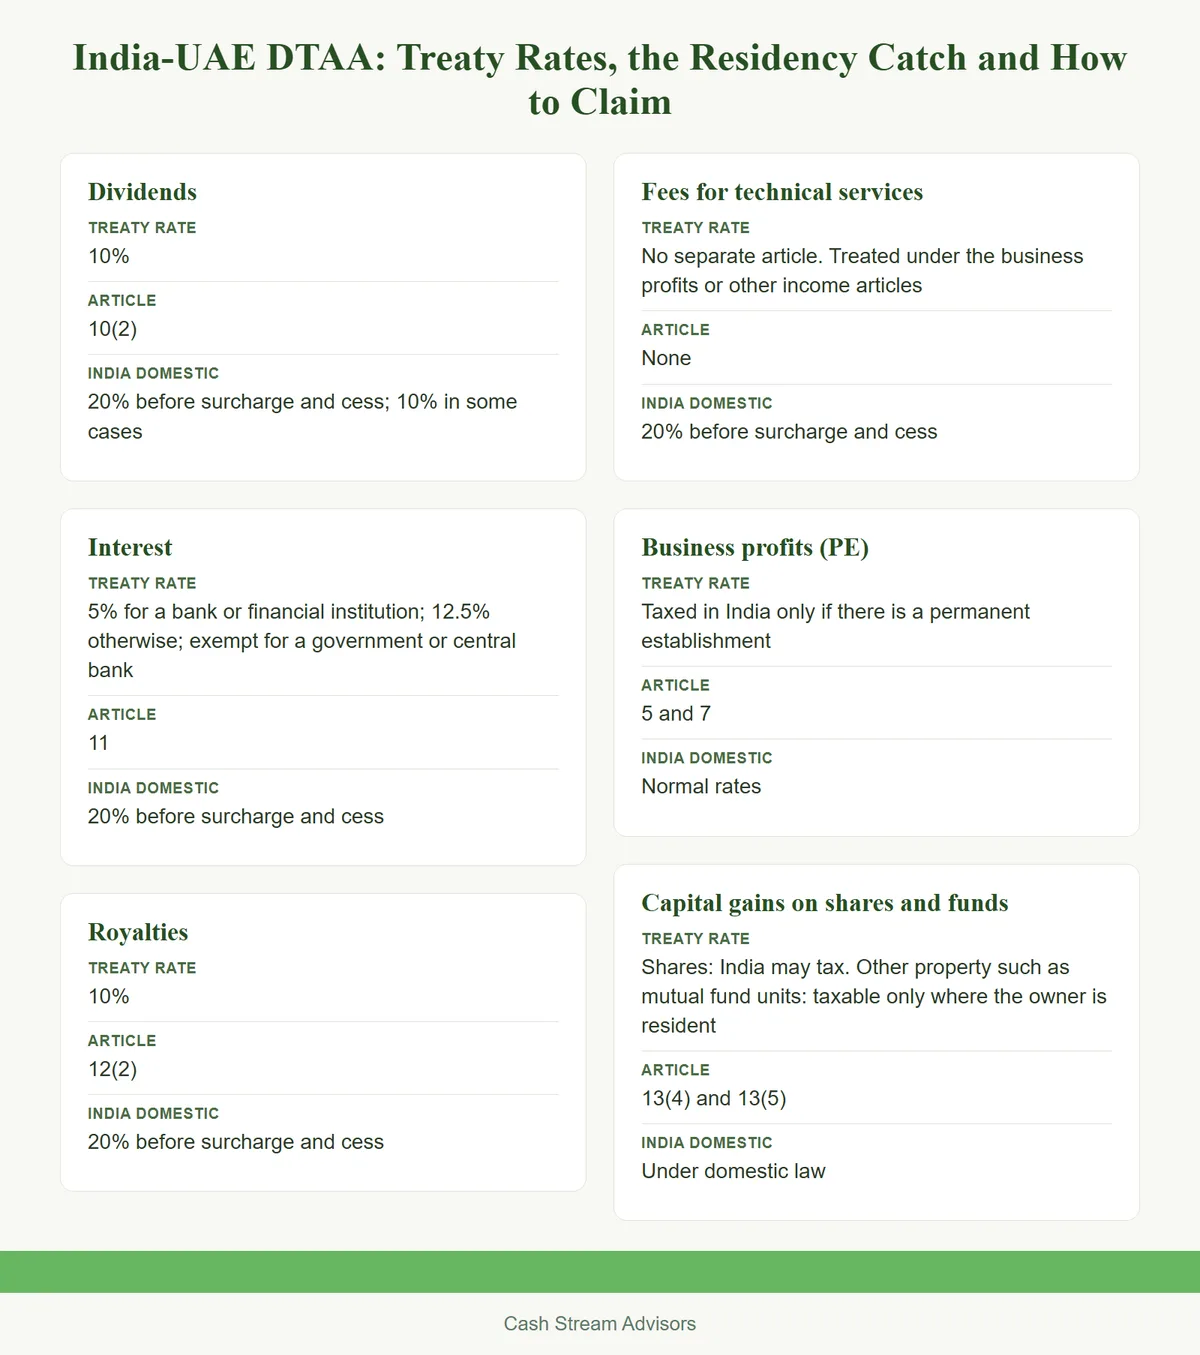 India-UAE DTAA: Treaty Rates, the Residency Catch and How
to Claim
Dividends
TREATY RATE
10%
ARTICLE
10(2)
INDIA DOMESTIC
20% before surcharge and cess; 10% in some
cases
Interest
TREATY RATE
5% for a bank or financial institution; 12.5%
otherwise; exempt for a government or central
bank
ARTICLE
11
INDIA DOMESTIC
20% before surcharge and cess
Royalties
TREATY RATE
10%
ARTICLE
12(2)
INDIA DOMESTIC
20% before surcharge and cess
Fees for technical services
TREATY RATE
No separate article. Treated under the business
profits or other income articles
ARTICLE
None
INDIA DOMESTIC
20% before surcharge and cess
Business profits (PE)
TREATY RATE
Taxed in India only if there is a permanent
establishment
ARTICLE
5 and 7
INDIA DOMESTIC
Normal rates
Capital gains on shares and funds
TREATY RATE
Shares: India may tax. Other property such as
mutual fund units: taxable only where the owner is
resident
ARTICLE
13(4) and 13(5)
INDIA DOMESTIC
Under domestic law
Cash Stream Advisors